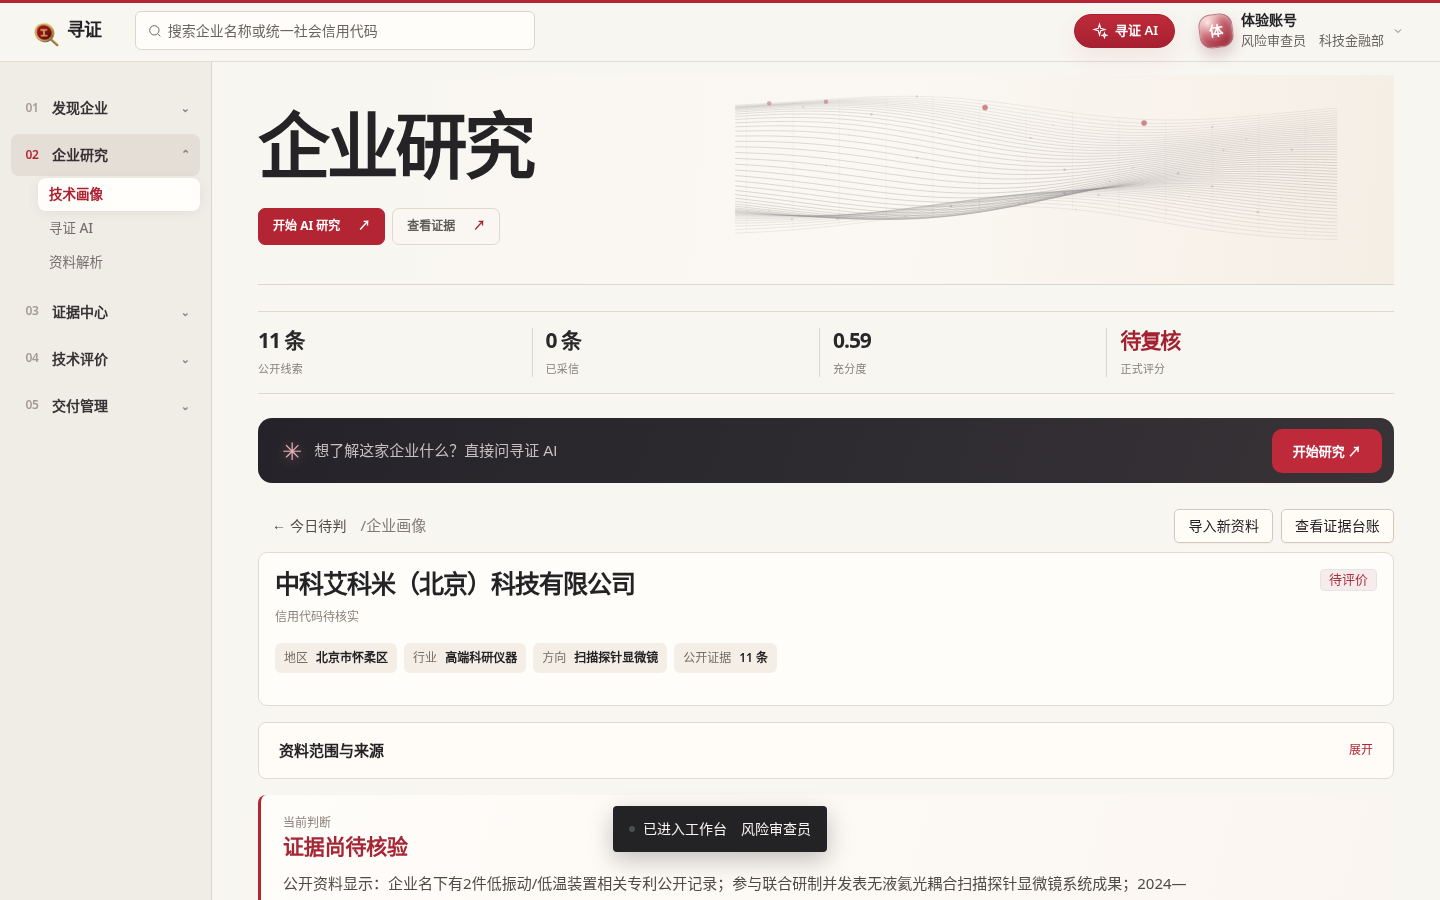 寻证
搜索企业名称或统一社会信用代码
寻证 AI
体
体验账号
风险审查员 科技金融部
01 发现企业
02 企业研究
技术画像
寻证 AI
资料解析
03 证据中心
04 技术评价
05 交付管理
企业研究
开始 AI 研究 ↗
查看证据 ↗
11 条
公开线索
0 条
已采信
0.59
充分度
待复核
正式评分
想了解这家企业什么？直接问寻证 AI
开始研究 ↗
← 今日待判 /企业画像
导入新资料
查看证据台账
中科艾科米（北京）科技有限公司
待评价
信用代码待核实
地区 北京市怀柔区
行业 高端科研仪器
方向 扫描探针显微镜
公开证据 11 条
资料范围与来源
展开
当前判断
证据尚待核验
已进入工作台 风险审查员
公开资料显示：企业名下有2件低振动/低温装置相关专利公开记录；参与联合研制并发表无液氦光耦合扫描探针显微镜系统成果；2024—